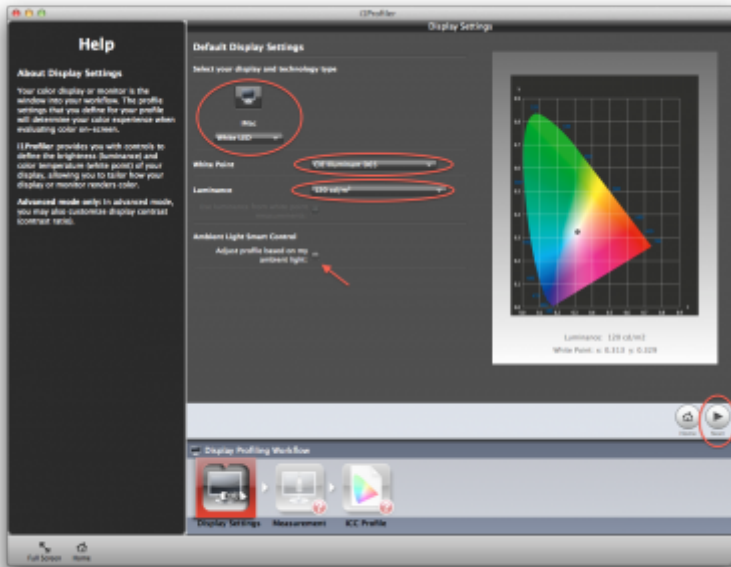 i1Profiler
Display Settings
Help
About Display Settings
Your color display or monitor is the
window into your workflow. The profile
settings that you define for your profile
will determine your color experience when
evaluating color on-screen.
i1Profiler provides you with controls to
define the brightness (luminance) and
color temperature (white point) of your
display, allowing you to tailor how your
display or monitor renders color.
Advanced mode only: In advanced mode,
you may also customize display contrast
(contrast ratio).
Default Display Settings
Select your display and technology type
Misc
White LED
White Point
CIE Illuminant D65
Luminance
120 cd/m²
Ambient Light Smart Control
Adjust profile based on my
ambient light:
Luminance: 120 cd/m2
White Point: x: 0.313 y: 0.329
Home
Next
Display Profiling Workflow
Display Settings
Measurement
ICC Profile
Full Screen
Home